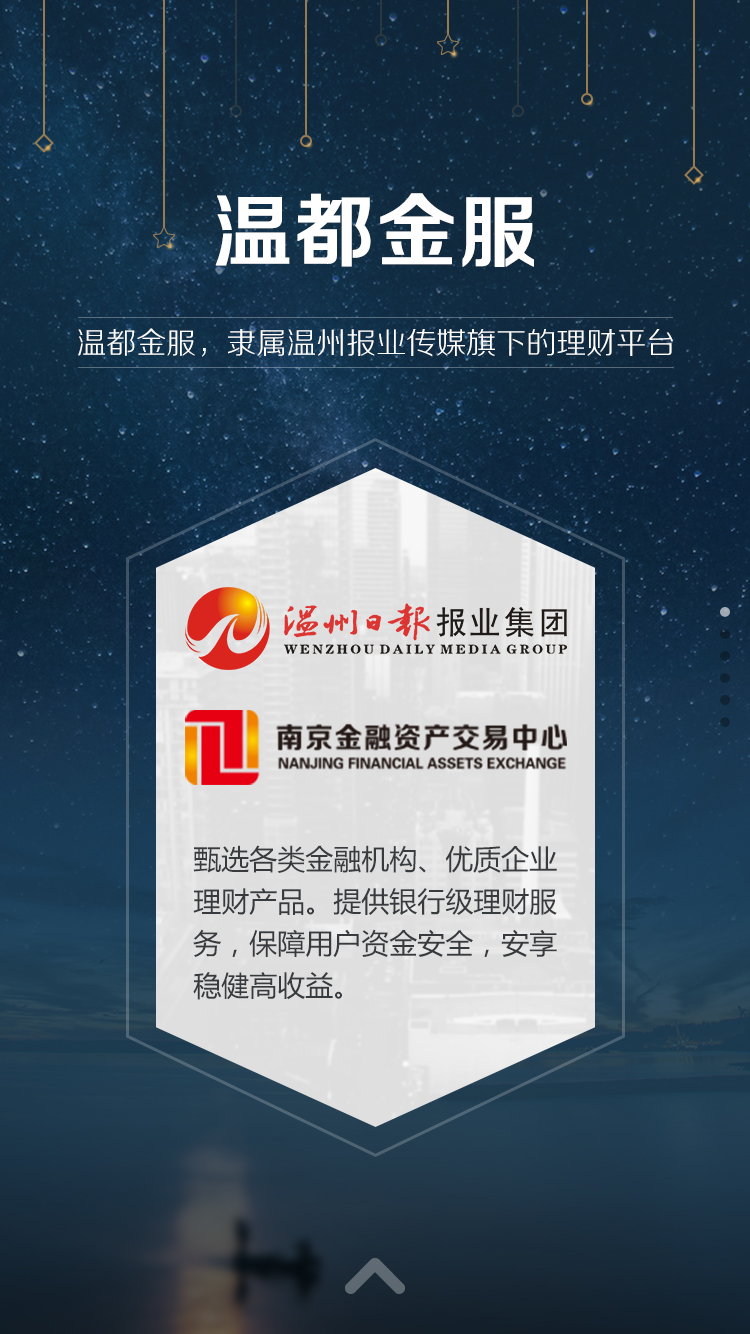 温都金服
温都金服，隶属温州报业传媒旗下的理财平台
温州日報报业集团
WENZHOU DAILY MEDIA GROUP
南京金融资产交易中心
NANJING FINANCIAL ASSETS EXCHANGE
甄选各类金融机构、优质企业
理财产品。提供银行级理财服
务，保障用户资金安全，安享
稳健高收益。